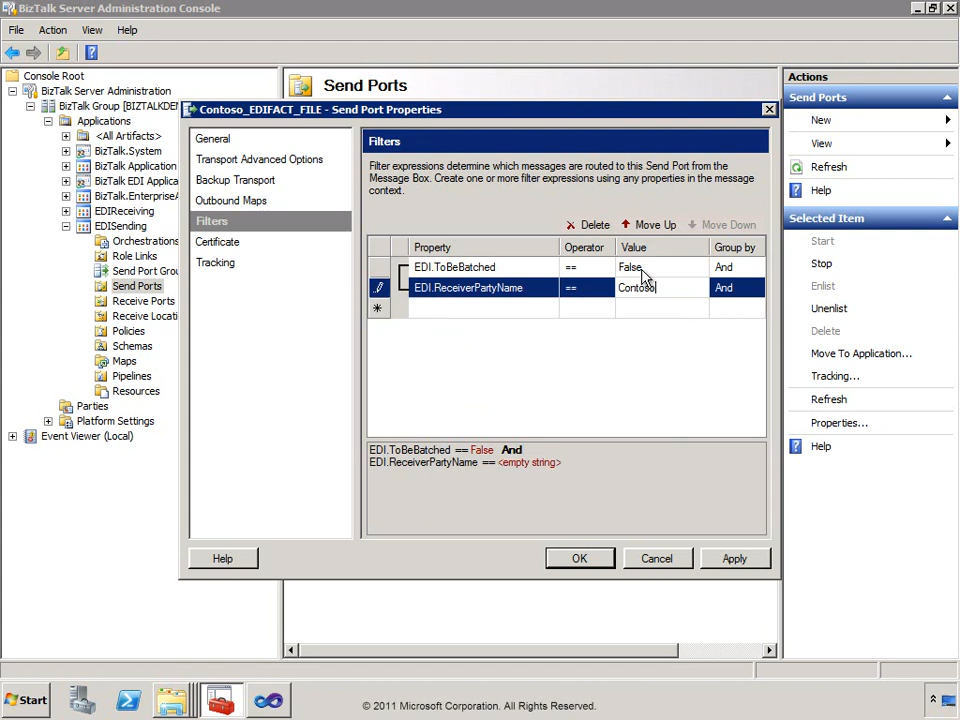 BizTalk Server Administration Console
File Action View Help
Console Root
BizTalk Server Administration
BizTalk Group [BIZTALKDEM
Applications
<All Artifacts>
BizTalk.System
BizTalk Application
BizTalk EDI Applica
BizTalk.EnterpriseA
EDIReceiving
EDISending
Orchestrations
Role Links
Send Port Grou
Send Ports
Receive Ports
Receive Locati
Policies
Schemas
Maps
Pipelines
Resources
Parties
Platform Settings
Event Viewer (Local)
Send Ports
Contoso_EDIFACT_FILE - Send Port Properties
General
Transport Advanced Options
Backup Transport
Outbound Maps
Filters
Certificate
Tracking
Filters
Filter expressions determine which messages are routed to this Send Port from the
Message Box. Create one or more filter expressions using any properties in the message
context.
Delete Move Up Move Down
Property Operator Value Group by
EDI.ToBeBatched == False And
EDI.ReceiverPartyName == Contoso And
EDI.ToBeBatched == False And
EDI.ReceiverPartyName == <empty string>
Help OK Cancel Apply
Actions
Send Ports
New
View
Refresh
Help
Selected Item
Start
Stop
Enlist
Unenlist
Delete
Move To Application...
Tracking...
Refresh
Properties...
Help
Start
© 2011 Microsoft Corporation. All Rights Reserved.